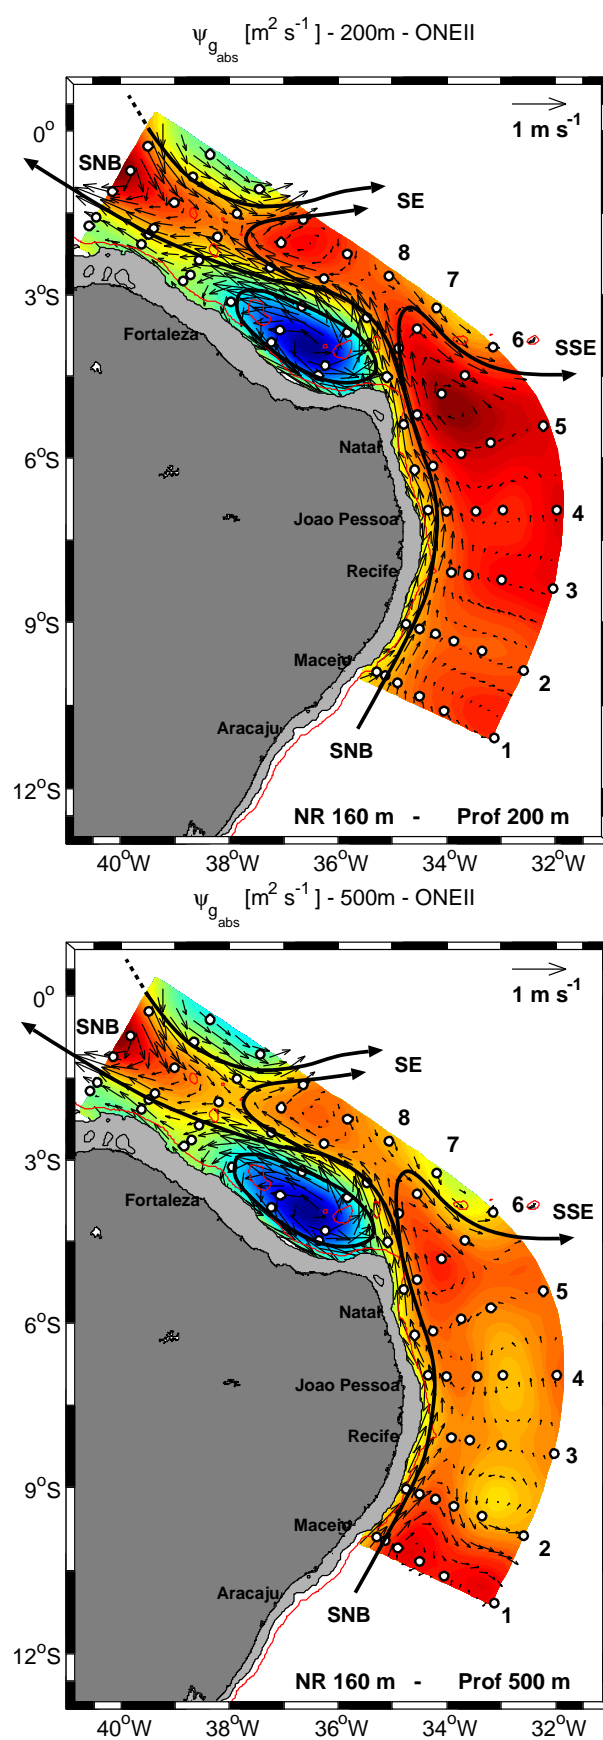 ψg_abs [m² s⁻¹] - 200m - ONEII
1 m s⁻¹
0°
SNB
SE
8
7
3°S
Fortaleza
6
SSE
5
6°S
Natal
4
Joao Pessoa
Recife
3
9°S
Maceio
2
Aracaju
SNB
1
12°S
NR 160 m - Prof 200 m
40°W 38°W 36°W 34°W 32°W
ψg_abs [m² s⁻¹] - 500m - ONEII
1 m s⁻¹
0°
SNB
SE
8
7
3°S
Fortaleza
6
SSE
5
6°S
Natal
4
Joao Pessoa
Recife
3
9°S
Maceio
2
Aracaju
SNB
1
12°S
NR 160 m - Prof 500 m
40°W 38°W 36°W 34°W 32°W